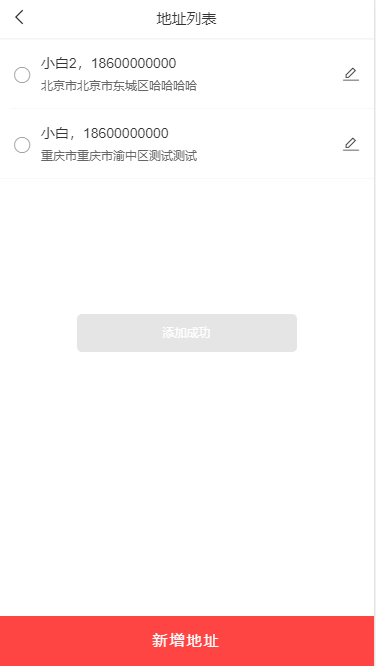 地址列表
小白2，18600000000
北京市北京市东城区哈哈哈哈
小白，18600000000
重庆市重庆市渝中区测试测试
添加成功
新增地址